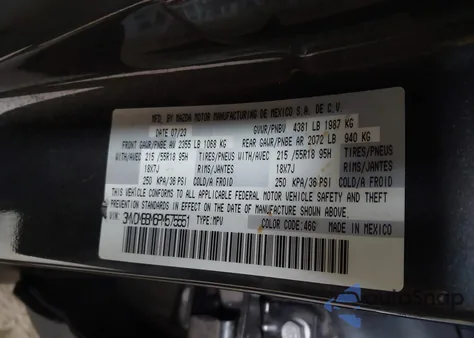 MFD. BY MAZDA MOTOR MANUFACTURING DE MEXICO S.A. DE C.V.
DATE 07/23 GVWR/PNBV 4381 LB 1987 KG
FRONT GAWR/PNBE AV 2355 LB 1068 KG REAR GAWR/PNBE AR 2072 LB 940 KG
WITH/AVEC 215/55R18 95H TIRES/PNEUS WITH/AVEC 215/55R18 95H TIRES/PNEUS
18X7J RIMS/JANTES 18X7J RIMS/JANTES
250 KPA/36 PSI COLD/A FROID 250 KPA/36 PSI COLD/A FROID
THIS VEHICLE CONFORMS TO ALL APPLICABLE FEDERAL MOTOR VEHICLE SAFETY AND THEFT
PREVENTION STANDARDS IN EFFECT ON THE DATE OF MANUFACTURE SHOWN ABOVE.
VIN: TYPE: MPV COLOR CODE: 46G MADE IN MEXICO
AutoSnap